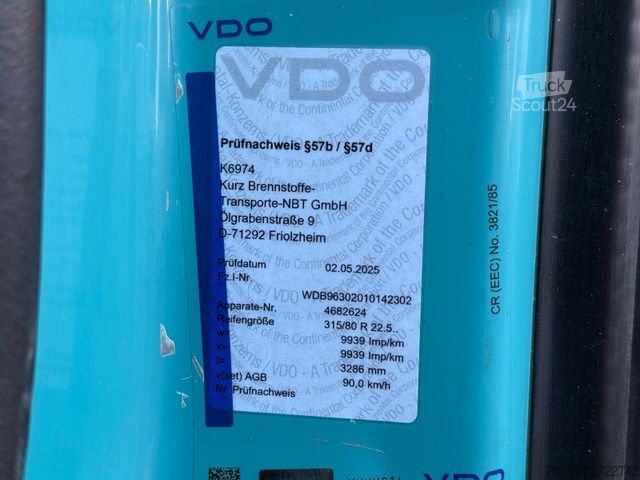 VDO
VDO
Truck
Scout24
Prüfnachweis §57b / §57d
K6974
Kurz Brennstoffe-
Transporte-NBT GmbH
Ölgrabenstraße 9
D-71292 Friolzheim
Prüfdatum 02.05.2025
Fz.I-Nr.
WDB96302010142302
Apparate-Nr. 4682624
Reifengröße 315/80 R 22.5..
w= 9939 Imp/km
k= 9939 Imp/km
l= 3286 mm
v(set) AGB 90,0 km/h
Nr. Prüfnachweis
CR (EEC) No. 3821/85
VDO